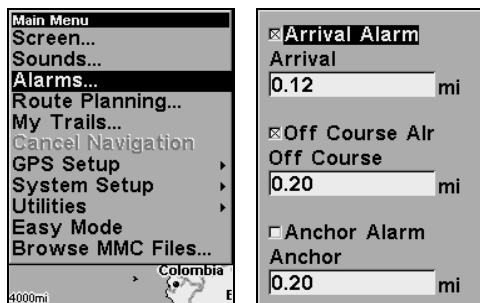 Main Menu
Screen...
Sounds...
Alarms...
Route Planning...
My Trails...
Cancel Navigation
GPS Setup
System Setup
Utilities
Easy Mode
Browse MMC Files...
Colombia
4000mi
E
Arrival Alarm
Arrival
0.12 mi
Off Course Alr
Off Course
0.20 mi
Anchor Alarm
Anchor
0.20 mi